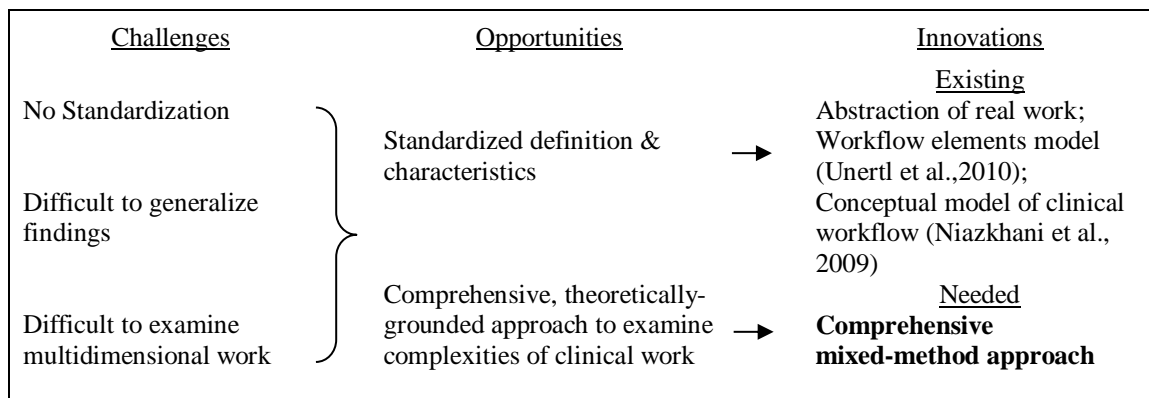 Challenges
No Standardization
Difficult to generalize
findings
Difficult to examine
multidimensional work
Opportunities
Standardized definition &
characteristics
Comprehensive, theoretically-
grounded approach to examine
complexities of clinical work
Innovations
Existing
Abstraction of real work;
Workflow elements model
(Unertl et al.,2010);
Conceptual model of clinical
workflow (Niazkhani et al.,
2009)
Needed
Comprehensive
mixed-method approach